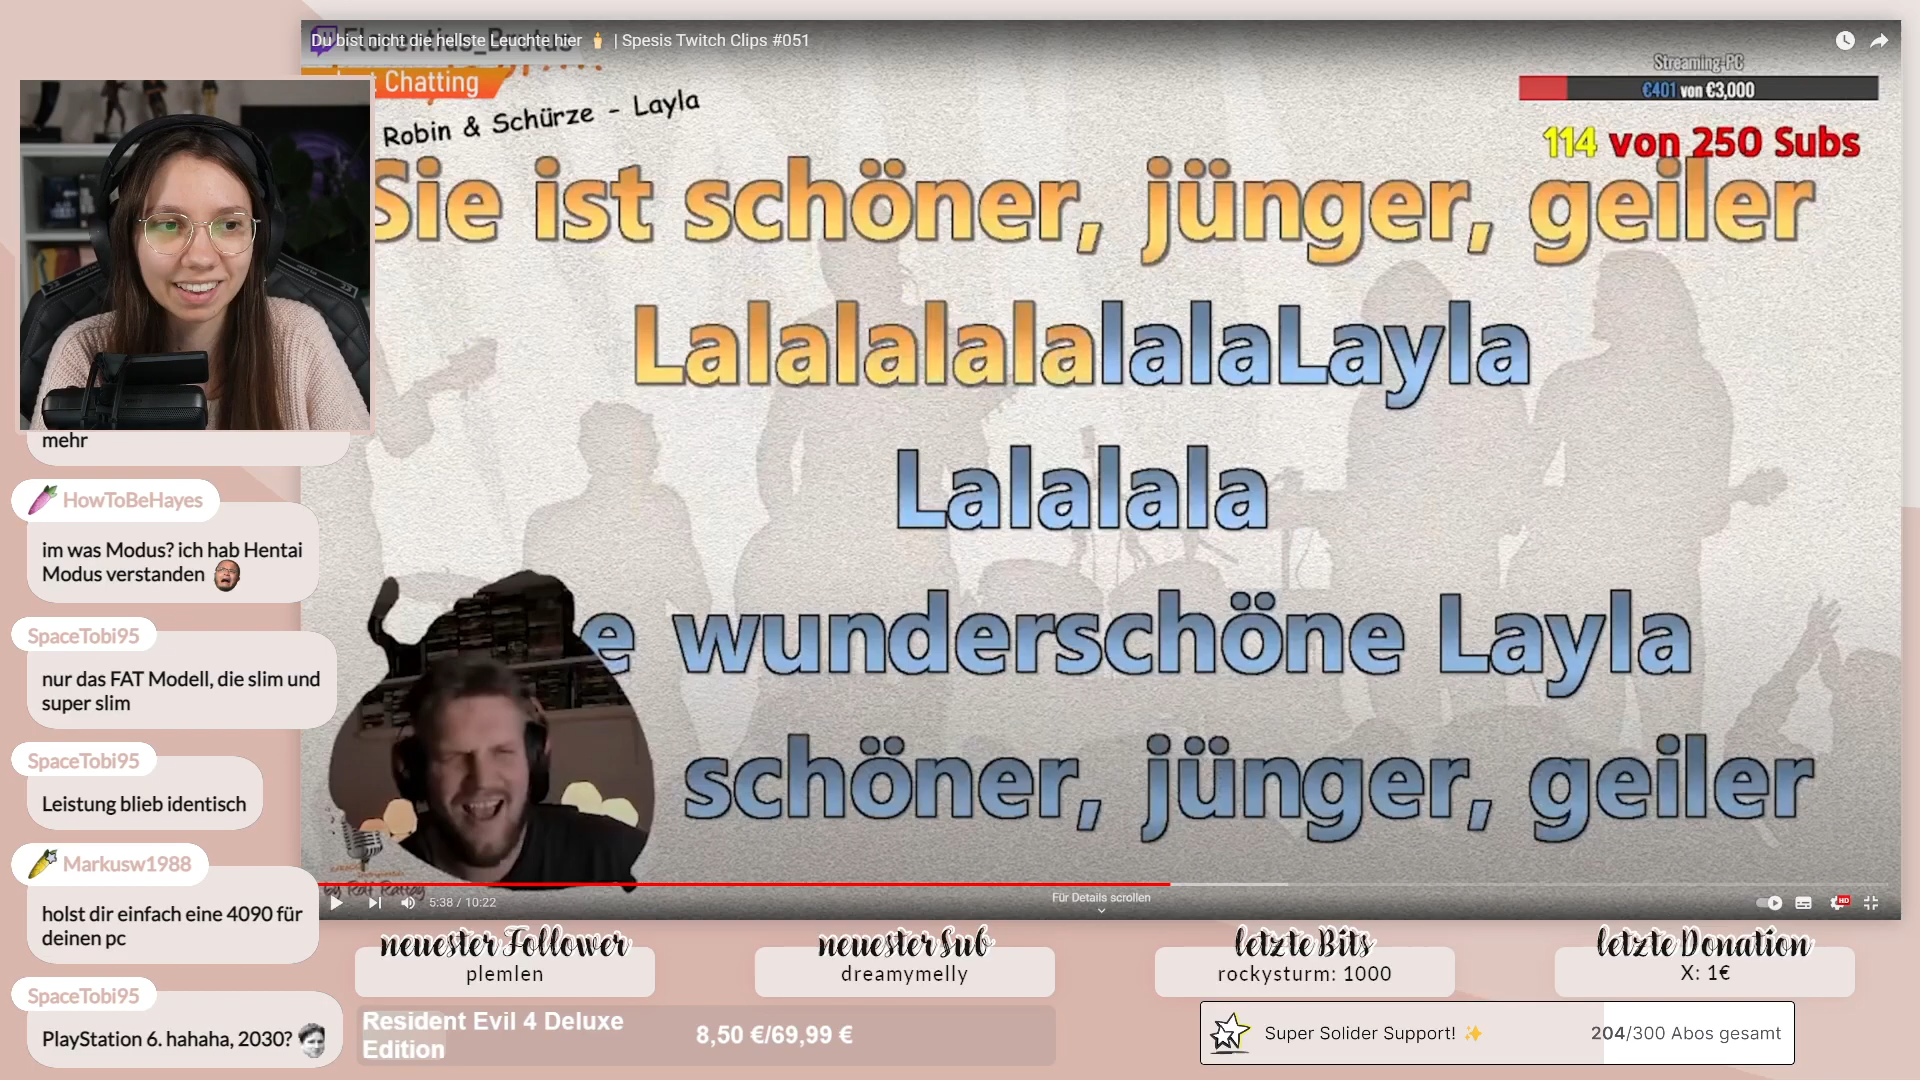 Du bist nicht die hellste Leuchte hier 🕯️ | Spesis Twitch Clips #051
Florentius_Brutus
t Chatting
Robin & Schürze - Layla
Streaming-PC
€401 von €3,000
114 von 250 Subs
Sie ist schöner, jünger, geiler
LalalalalalalaLayla
Lalalala
e wunderschöne Layla
schöner, jünger, geiler
by Ralf Rattay
5:38 / 10:22
Für Details scrollen
HD
mehr
HowToBeHayes
im was Modus? ich hab Hentai
Modus verstanden
SpaceTobi95
nur das FAT Modell, die slim und
super slim
SpaceTobi95
Leistung blieb identisch
Markusw1988
holst dir einfach eine 4090 für
deinen pc
SpaceTobi95
PlayStation 6. hahaha, 2030?
neuester Follower
plemlen
neuester Sub
dreamymelly
letzte Bits
rockysturm: 1000
letzte Donation
X: 1€
Resident Evil 4 Deluxe
Edition
8,50 €/69,99 €
Super Solider Support! ✨
204/300 Abos gesamt